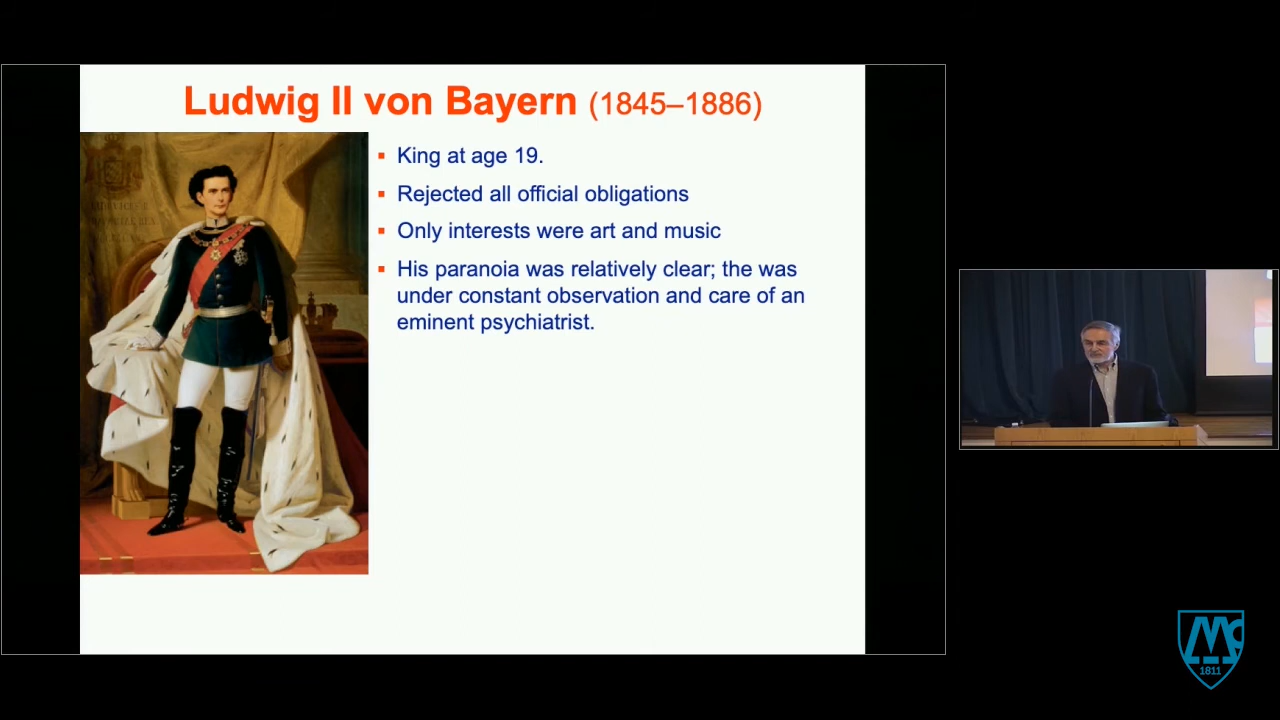 Ludwig II von Bayern (1845–1886)
King at age 19.
Rejected all official obligations
Only interests were art and music
His paranoia was relatively clear; the was
under constant observation and care of an
eminent psychiatrist.
1811